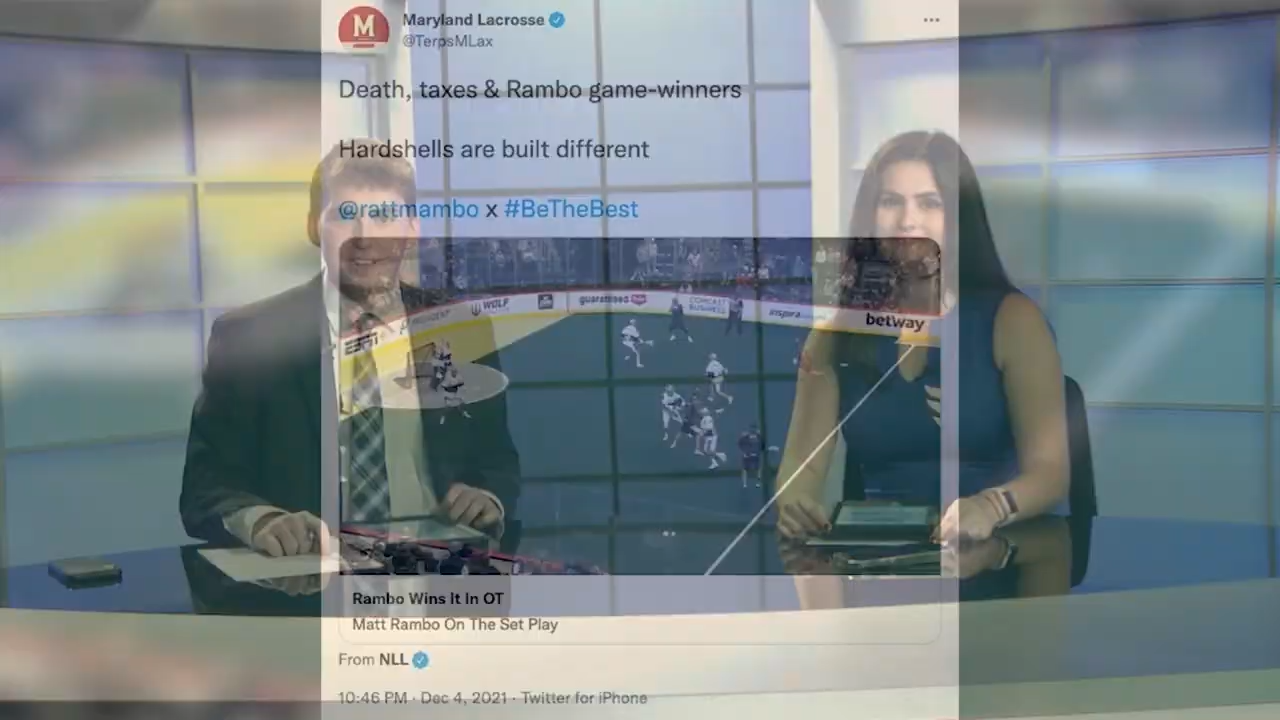 M
Maryland Lacrosse
@TerpsMLax
Death, taxes & Rambo game-winners
Hardshells are built different
@rattmambo x #BeTheBest
WOLF
guaranteed Rate
COMCAST
BUSINESS
inspira
betway
ESPN+
Rambo Wins It In OT
Matt Rambo On The Set Play
From NLL
10:46 PM · Dec 4, 2021 · Twitter for iPhone